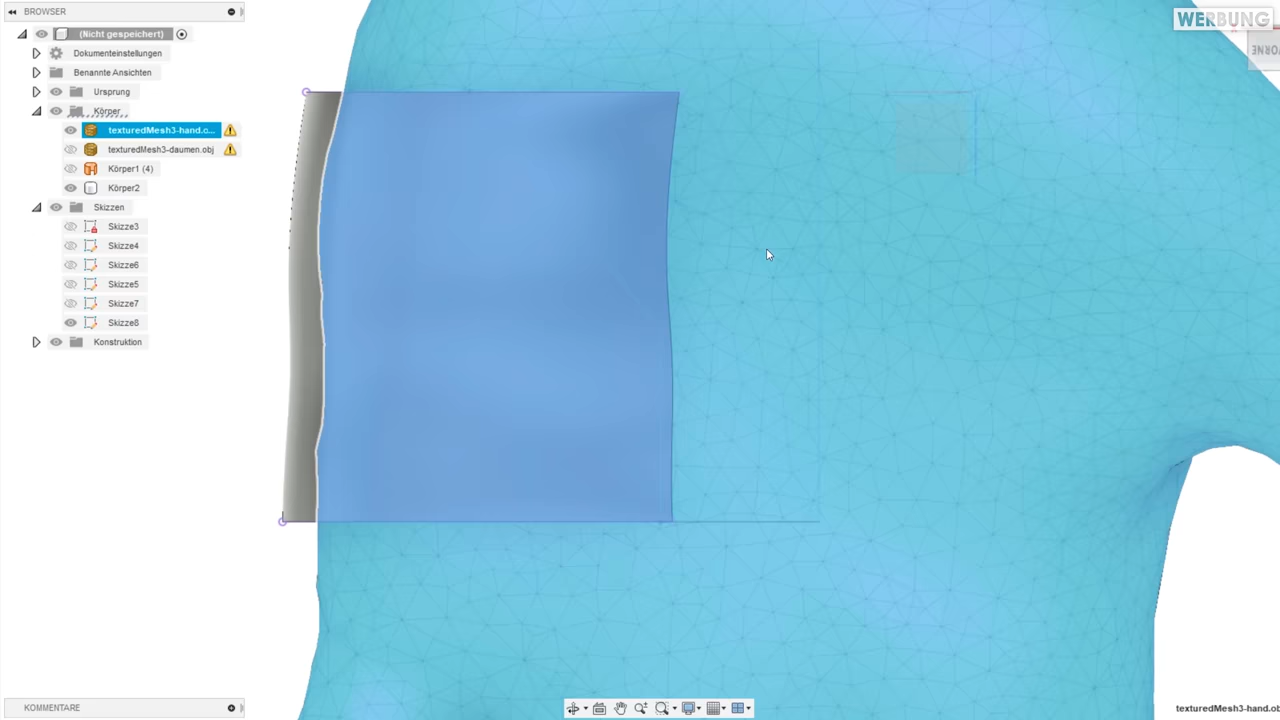 BROWSER
WERBUNG
(Nicht gespeichert)
Dokumenteinstellungen
Benannte Ansichten
Ursprung
Körper
texturedMesh3-hand.o...
texturedMesh3-daumen.obj
Körper1 (4)
Körper2
Skizzen
Skizze3
Skizze4
Skizze6
Skizze5
Skizze7
Skizze8
Konstruktion
VORNE
KOMMENTARE
texturedMesh3-hand.ob